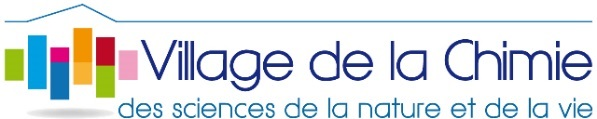 Village de la Chimie
des sciences de la nature et de la vie